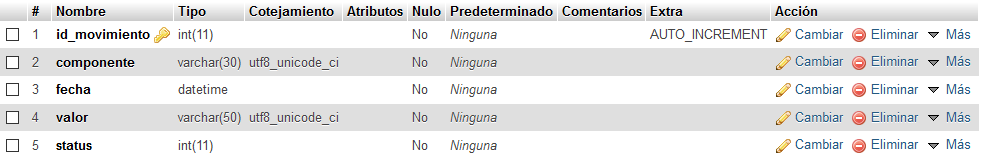 # Nombre Tipo Cotejamiento Atributos Nulo Predeterminado Comentarios Extra Acción
1 id_movimiento int(11) No Ninguna AUTO_INCREMENT Cambiar Eliminar Más
2 componente varchar(30) utf8_unicode_ci No Ninguna Cambiar Eliminar Más
3 fecha datetime No Ninguna Cambiar Eliminar Más
4 valor varchar(50) utf8_unicode_ci No Ninguna Cambiar Eliminar Más
5 status int(11) No Ninguna Cambiar Eliminar Más